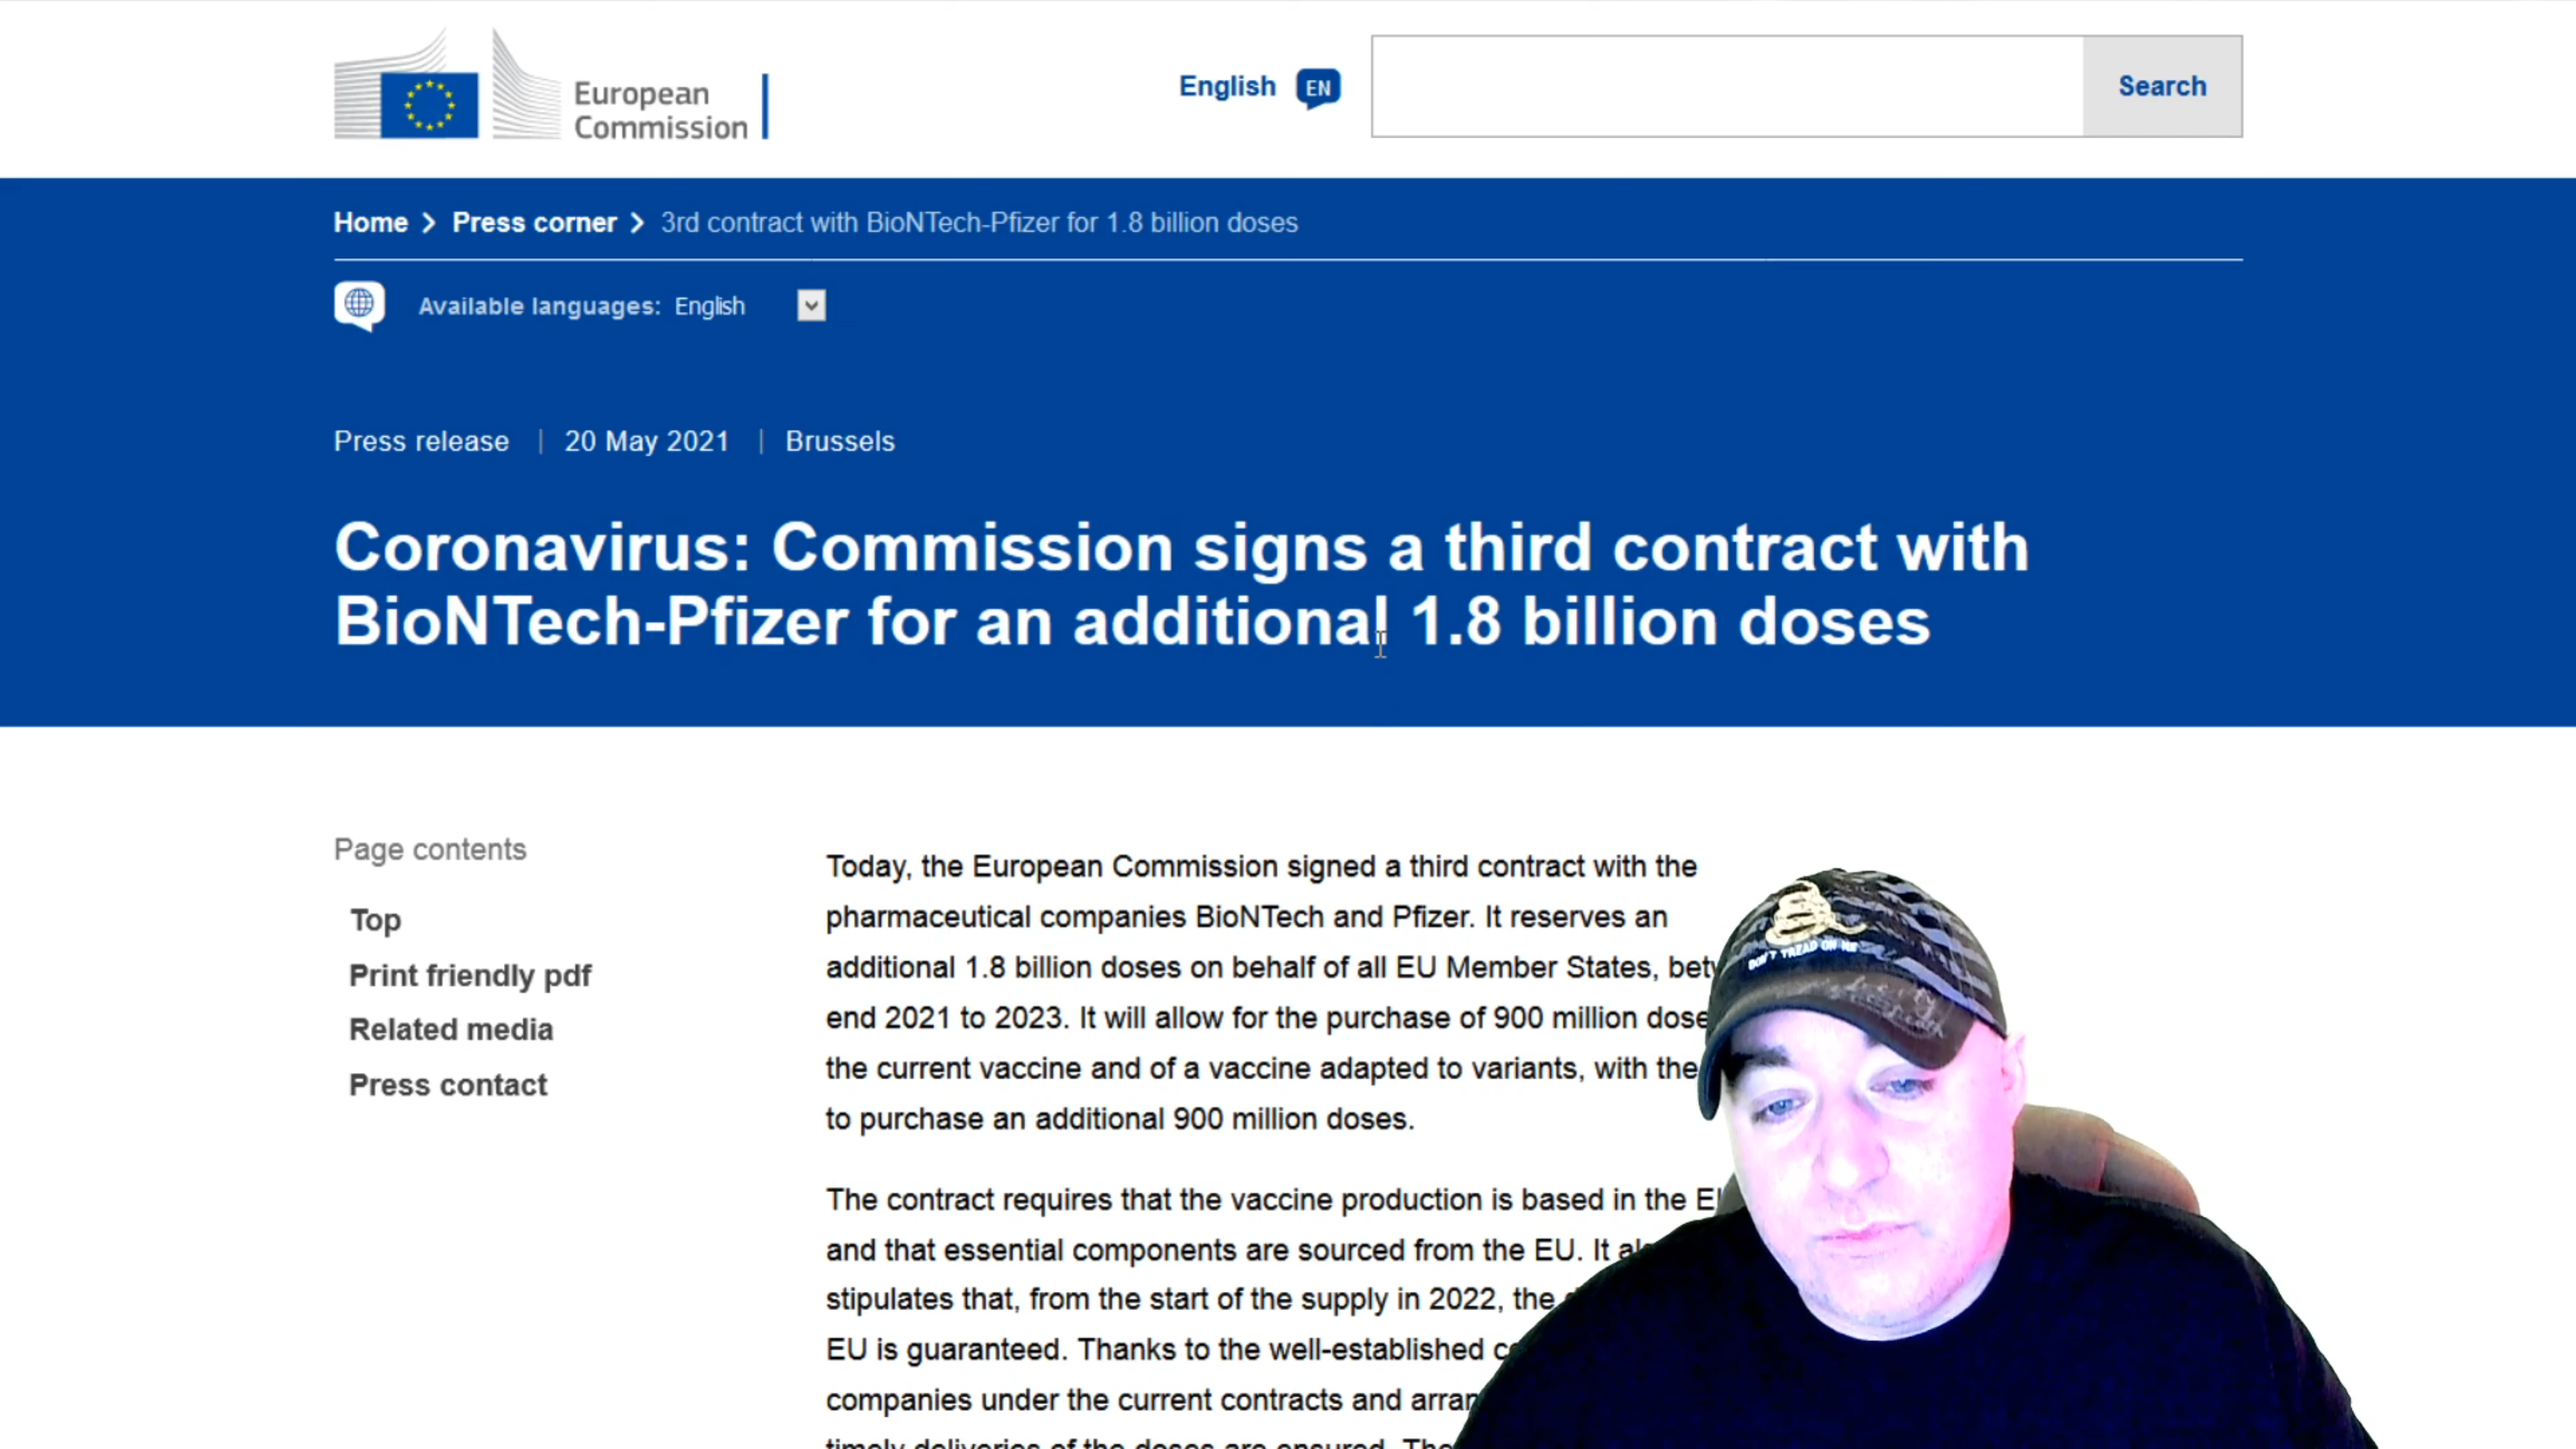 European
Commission
English EN
Search
Home > Press corner > 3rd contract with BioNTech-Pfizer for 1.8 billion doses
Available languages: English
Press release | 20 May 2021 | Brussels
Coronavirus: Commission signs a third contract with
BioNTech-Pfizer for an additional 1.8 billion doses
Page contents
Top
Print friendly pdf
Related media
Press contact
Today, the European Commission signed a third contract with the
pharmaceutical companies BioNTech and Pfizer. It reserves an
additional 1.8 billion doses on behalf of all EU Member States,
end 2021 to 2023. It will allow for the purchase of 900 million
the current vaccine and of a vaccine adapted to variants, with the
to purchase an additional 900 million doses.
The contract requires that the vaccine production is based in the
and that essential components are sourced from the EU. It
stipulates that, from the start of the supply in 2022, the
EU is guaranteed. Thanks to the well-established
companies under the current contracts and
timely deliveries of the doses are ensured. The
DON'T TREAD ON ME